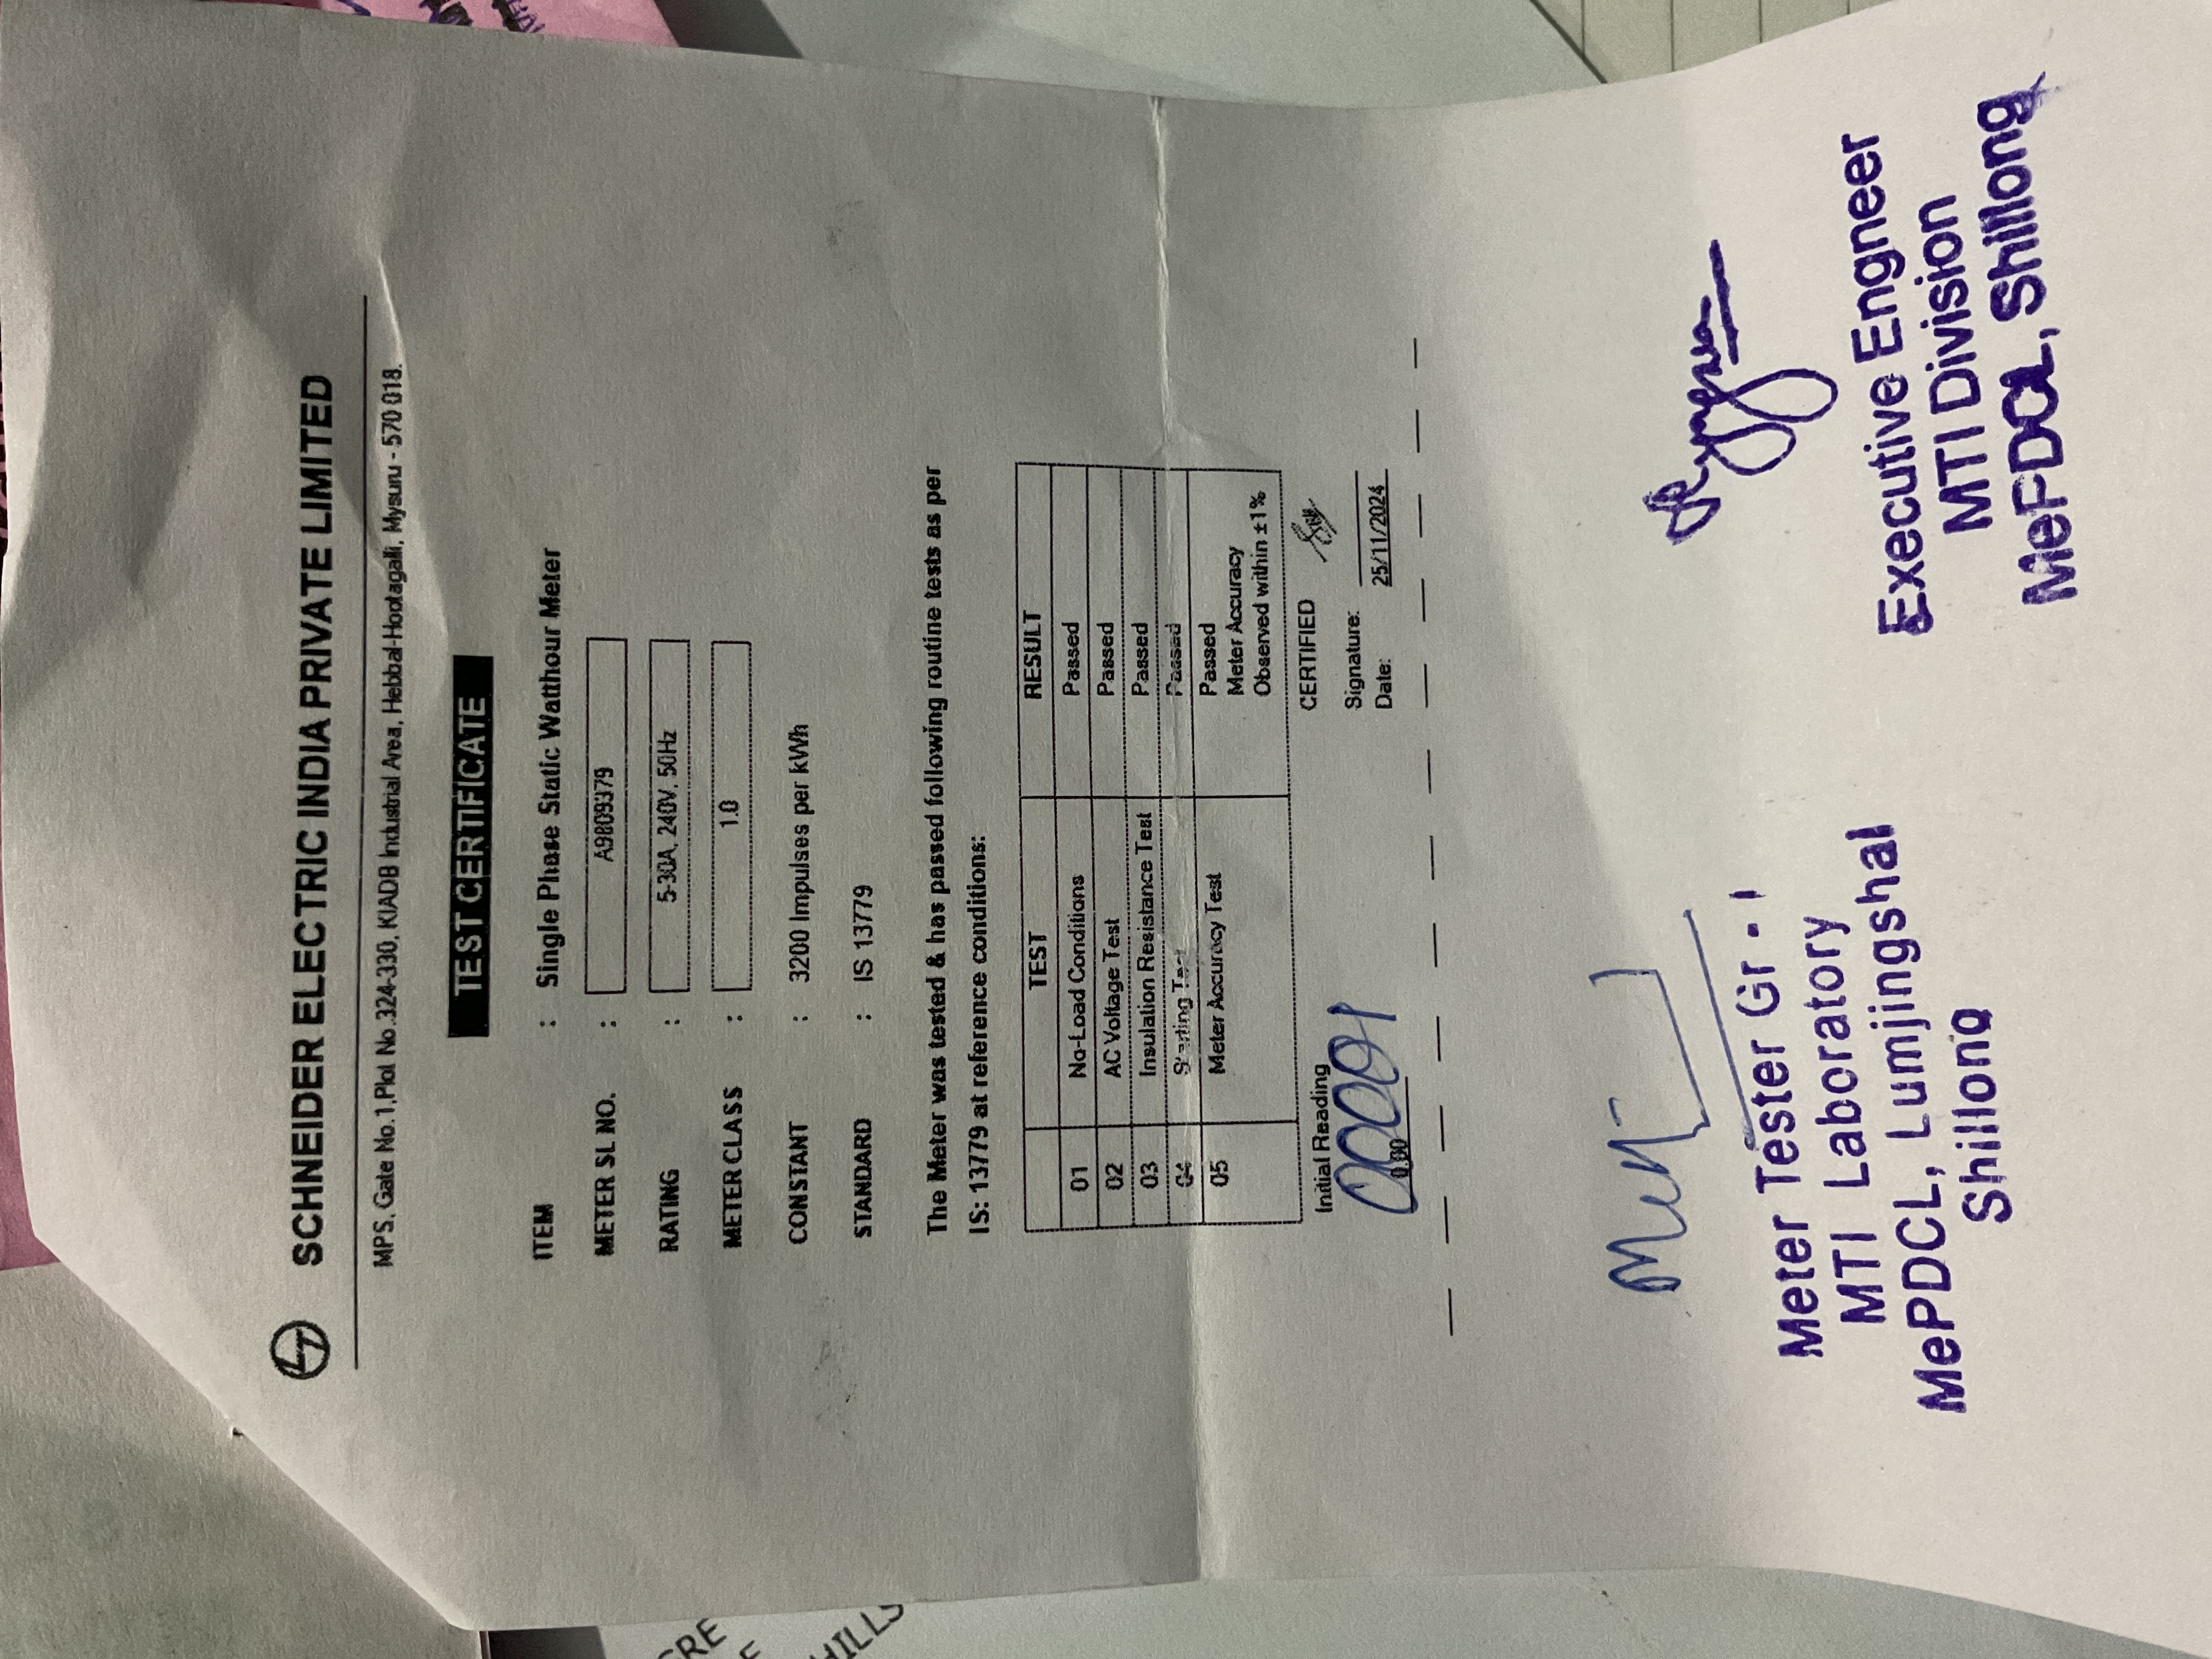 SCHNEIDER ELECTRIC INDIA PRIVATE LIMITED
MPS, Gate No.1,Plot No.324-330, KIADB Industrial Area, Hebbal-Hootagalli, Mysuru - 570 018.
TEST CERTIFICATE
ITEM : Single Phase Static Watthour Meter
METER SL NO. : A9809379
RATING : 5-30A, 240V, 50Hz
METER CLASS : 1.0
CONSTANT : 3200 Impulses per kWh
STANDARD : IS 13779
The Meter was tested & has passed following routine tests as per
IS: 13779 at reference conditions:
TEST RESULT
01 No-Load Conditions Passed
02 AC Voltage Test Passed
03 Insulation Resistance Test Passed
04 Starting Test Passed
05 Meter Accuracy Test Passed
Meter Accuracy
Observed within ±1%
Initial Reading CERTIFIED
00001
0.00
Signature:
Date: 25/11/2024
Meter Tester Gr - 1
MTI Laboratory
MePDCL, Lumjingshai
Shillong
Executive Engneer
MTI Division
MePDCL, Shillong
HILLS